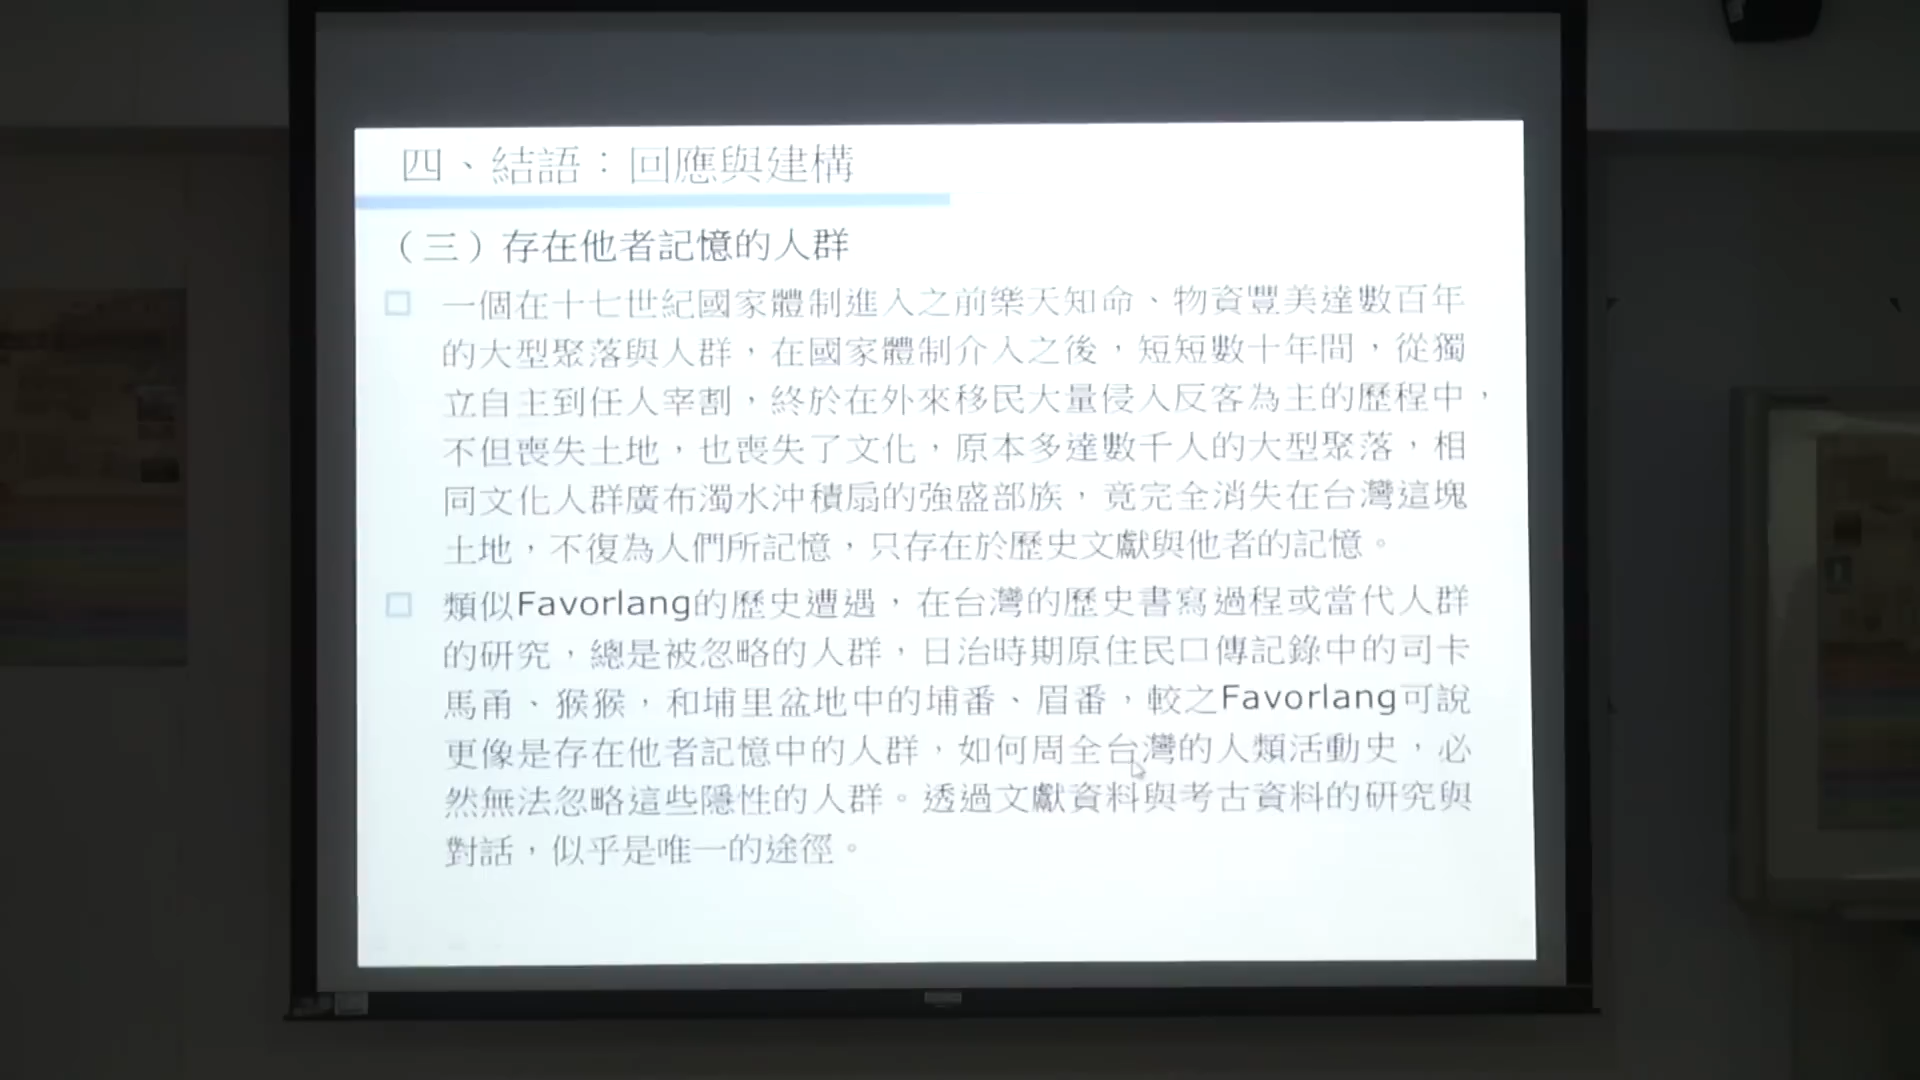 四、結語：回應與建構
（三）存在他者記憶的人群
一個在十七世紀國家體制進入之前樂天知命、物資豐美達數百年
的大型聚落與人群，在國家體制介入之後，短短數十年間，從獨
立自主到任人宰割，終於在外來移民大量侵入反客為主的歷程中，
不但喪失土地，也喪失了文化，原本多達數千人的大型聚落，相
同文化人群廣布濁水沖積扇的強盛部族，竟完全消失在台灣這塊
土地，不復為人們所記憶，只存在於歷史文獻與他者的記憶。
類似Favorlang的歷史遭遇，在台灣的歷史書寫過程或當代人群
的研究，總是被忽略的人群，日治時期原住民口傳記錄中的司卡
馬甬、猴猴，和埔里盆地中的埔番、眉番，較之Favorlang可說
更像是存在他者記憶中的人群，如何周全台灣的人類活動史，必
然無法忽略這些隱性的人群。透過文獻資料與考古資料的研究與
對話，似乎是唯一的途徑。